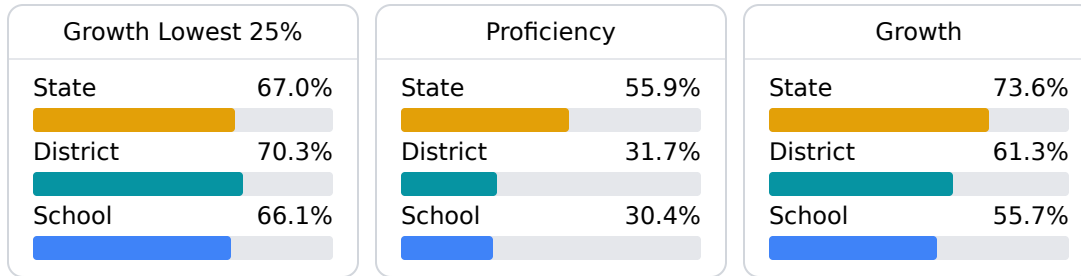 Growth Lowest 25%
State 67.0%
District 70.3%
School 66.1%
Proficiency
State 55.9%
District 31.7%
School 30.4%
Growth
State 73.6%
District 61.3%
School 55.7%